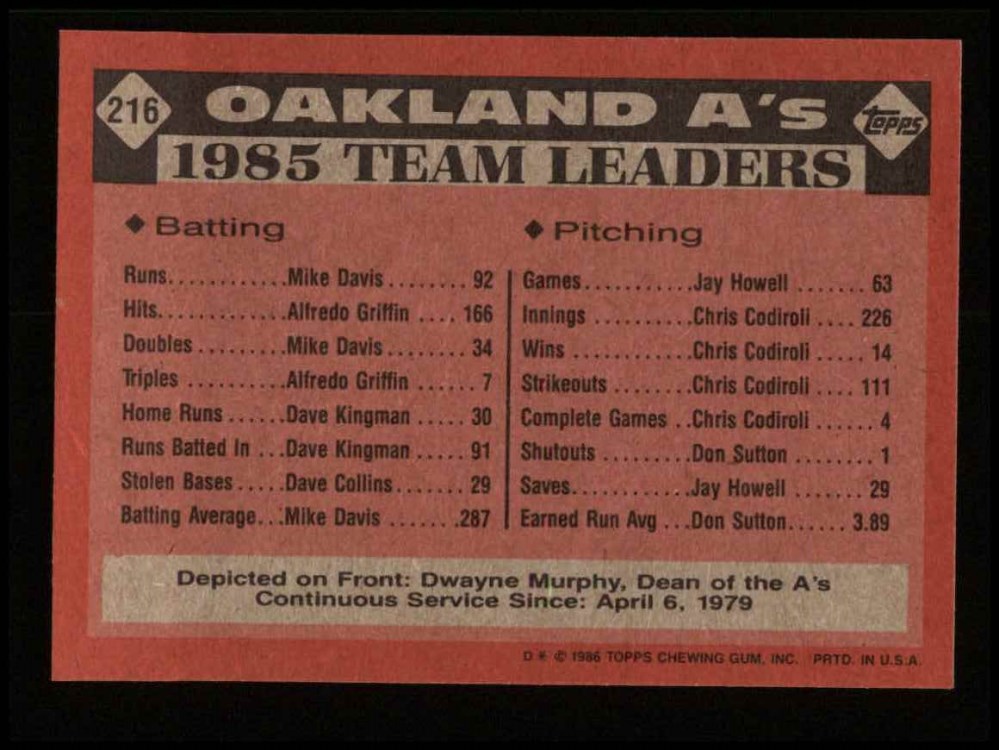 216 OAKLAND A's Topps
1985 TEAM LEADERS
◆ Batting
Runs............Mike Davis........ 92
Hits.............Alfredo Griffin .... 166
Doubles .........Mike Davis........ 34
Triples ..........Alfredo Griffin ...... 7
Home Runs ......Dave Kingman ..... 30
Runs Batted In ...Dave Kingman ..... 91
Stolen Bases.....Dave Collins....... 29
Batting Average...Mike Davis .......287
◆ Pitching
Games...........Jay Howell ....... 63
Innings ..........Chris Codiroli .... 226
Wins ............Chris Codiroli ..... 14
Strikeouts ........Chris Codiroli .... 111
Complete Games ..Chris Codiroli ...... 4
Shutouts .........Don Sutton ........ 1
Saves............Jay Howell ....... 29
Earned Run Avg ...Don Sutton...... 3.89
Depicted on Front: Dwayne Murphy, Dean of the A's
Continuous Service Since: April 6, 1979
D * © 1986 TOPPS CHEWING GUM, INC. PRTD. IN U.S.A.